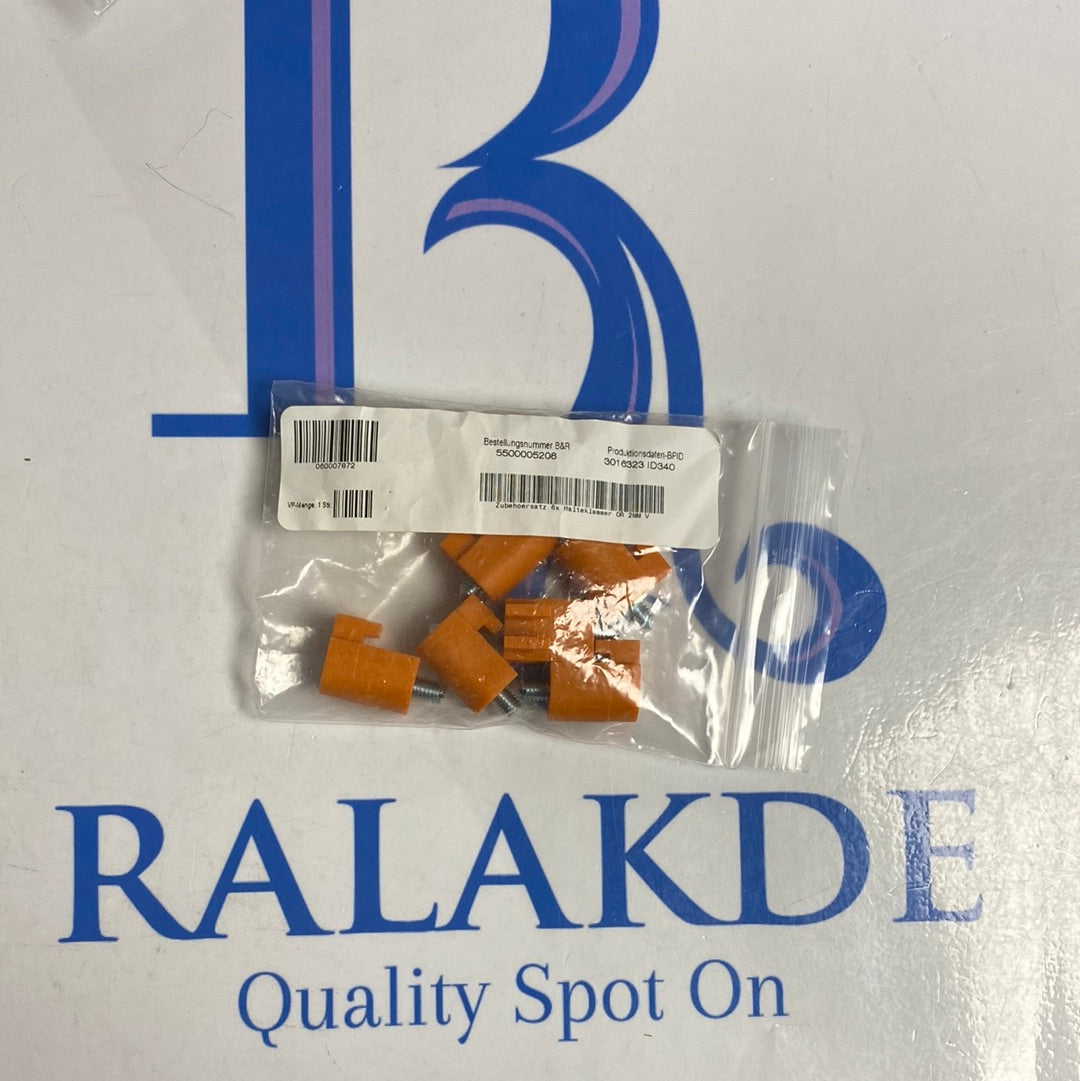 R
Bestellungsnummer B&R
5500005208
Produktionsdaten-BPID
3016323 ID340
060007872
VP-Menge: 1 Stk
Zubehoersatz 6x Halteklammer OR 2MM V
RALAKDE
Quality Spot On